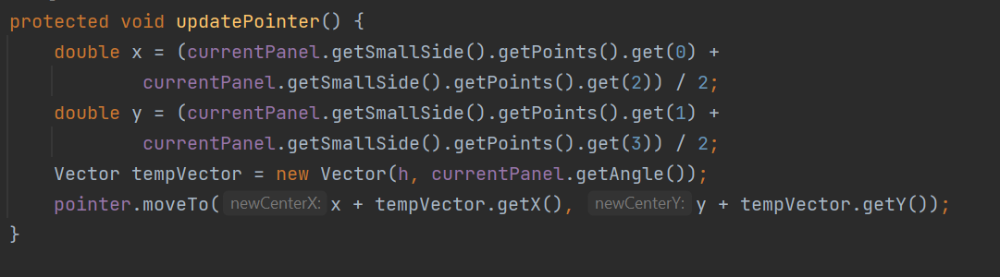 protected void updatePointer() {
    double x = (currentPanel.getSmallSide().getPoints().get(0) +
            currentPanel.getSmallSide().getPoints().get(2)) / 2;
    double y = (currentPanel.getSmallSide().getPoints().get(1) +
            currentPanel.getSmallSide().getPoints().get(3)) / 2;
    Vector tempVector = new Vector(h, currentPanel.getAngle());
    pointer.moveTo( newCenterX: x + tempVector.getX(), newCenterY: y + tempVector.getY());
}